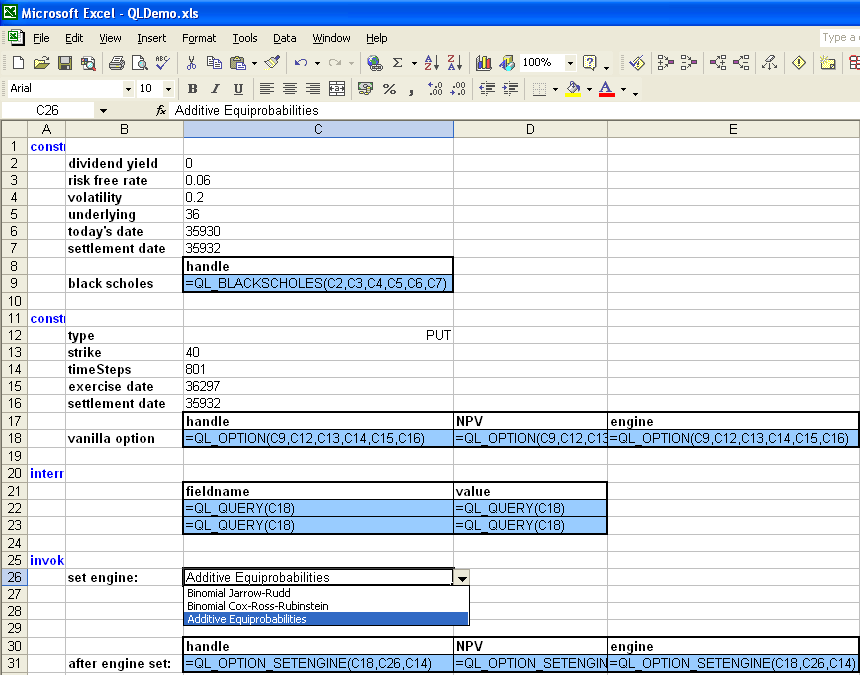 Microsoft Excel - QLDemo.xls
File Edit View Insert Format Tools Data Window Help Type a
100%
Arial 10 B I U
C26 fx Additive Equiprobabilities
A B C D E
1 constr
2 dividend yield 0
3 risk free rate 0.06
4 volatility 0.2
5 underlying 36
6 today's date 35930
7 settlement date 35932
8 handle
9 black scholes =QL_BLACKSCHOLES(C2,C3,C4,C5,C6,C7)
10
11 constr
12 type PUT
13 strike 40
14 timeSteps 801
15 exercise date 36297
16 settlement date 35932
17 handle NPV engine
18 vanilla option =QL_OPTION(C9,C12,C13,C14,C15,C16) =QL_OPTION(C9,C12,C13 =QL_OPTION(C9,C12,C13,C14,C15,C16)
19
20 interr
21 fieldname value
22 =QL_QUERY(C18) =QL_QUERY(C18)
23 =QL_QUERY(C18) =QL_QUERY(C18)
24
25 invok
26 set engine: Additive Equiprobabilities
27 Binomial Jarrow-Rudd
28 Binomial Cox-Ross-Rubinstein
29 Additive Equiprobabilities
30 handle NPV engine
31 after engine set: =QL_OPTION_SETENGINE(C18,C26,C14) =QL_OPTION_SETENGIN =QL_OPTION_SETENGINE(C18,C26,C14)